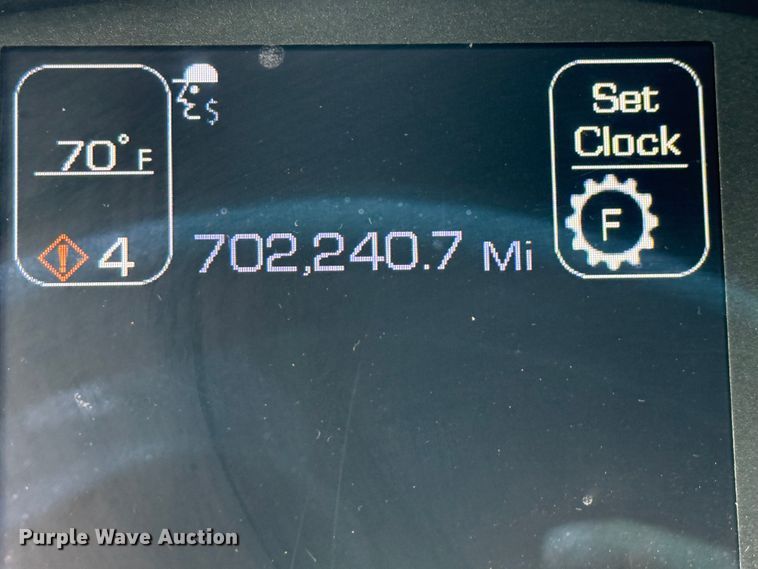 70° F
4
$
702,240.7 Mi
Set
Clock
F
Purple Wave Auction